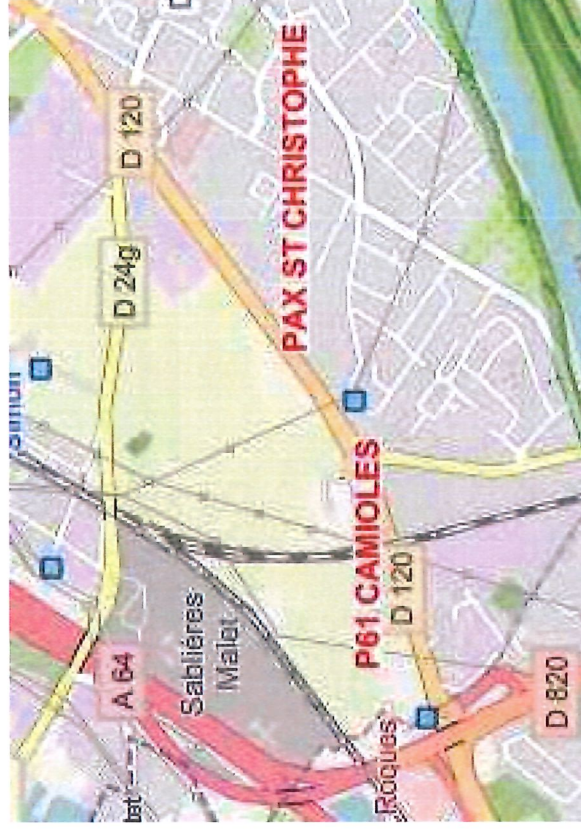 D 120
D 24g
PAX ST CHRISTOPHE
P61 CAMIOLES
D 120
A 64
Sablières
Malet
Roques
D 820